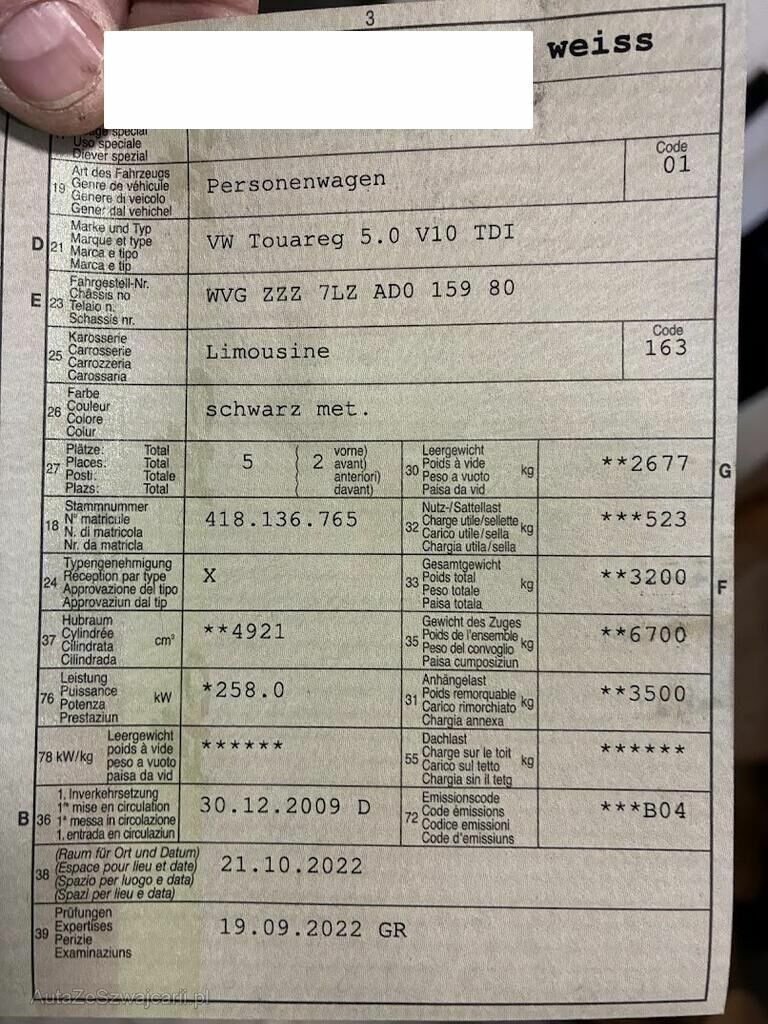 3
weiss
Usage spécial
Uso speciale
Diever spezial
19
Art des Fahrzeugs
Genre de véhicule
Genere di veicolo
Gener dal vehichel
Personenwagen
Code
01
D
21
Marke und Typ
Marque et type
Marca e tipo
Marca e tip
VW Touareg 5.0 V10 TDI
E
23
Fahrgestell-Nr.
Châssis no
Telaio n.
Schassis nr.
WVG ZZZ 7LZ AD0 159 80
25
Karosserie
Carrosserie
Carrozzeria
Carossaria
Limousine
Code
163
26
Farbe
Couleur
Colore
Colur
schwarz met.
27
Plätze: Total
Places: Total
Posti: Totale
Plazs: Total
5
( 2 vorne)
avant)
anteriori)
davant)
30
Leergewicht
Poids à vide
Peso a vuoto
Paisa da vid
kg
**2677
G
18
Stammnummer
N° matricule
N. di matricola
Nr. da matricla
418.136.765
32
Nutz-/Sattellast
Charge utile/sellette
Carico utile/sella
Chargia utila/sella
kg
***523
24
Typengenehmigung
Réception par type
Approvazione del tipo
Approvaziun dal tip
X
33
Gesamtgewicht
Poids total
Peso totale
Paisa totala
kg
**3200
F
37
Hubraum
Cylindrée
Cilindrata
Cilindrada
cm³
**4921
35
Gewicht des Zuges
Poids de l'ensemble
Peso del convoglio
Paisa cumposiziun
kg
**6700
76
Leistung
Puissance
Potenza
Prestaziun
kW
*258.0
31
Anhängelast
Poids remorquable
Carico rimorchiato
Chargia annexa
kg
**3500
78 kW/kg
Leergewicht
poids à vide
peso a vuoto
paisa da vid
******
55
Dachlast
Charge sur le toit
Carico sul tetto
Chargia sin il tetg
kg
******
B
36
1. Inverkehrsetzung
1re mise en circulation
1a messa in circolazione
1. entrada en circulaziun
30.12.2009 D
72
Emissionscode
Code émissions
Codice emissioni
Code d'emissiuns
***B04
38
(Raum für Ort und Datum)
(Espace pour lieu et date)
(Spazio per luogo e data)
(Spazi per lieu e data)
21.10.2022
39
Prüfungen
Expertises
Perizie
Examinaziuns
19.09.2022 GR
AutaZeSzwajcarii.pl